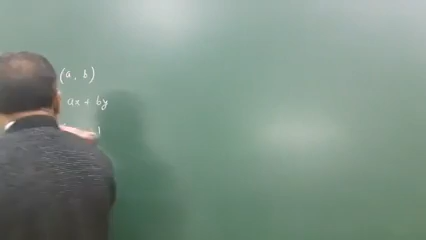 (a, b)
ax + by